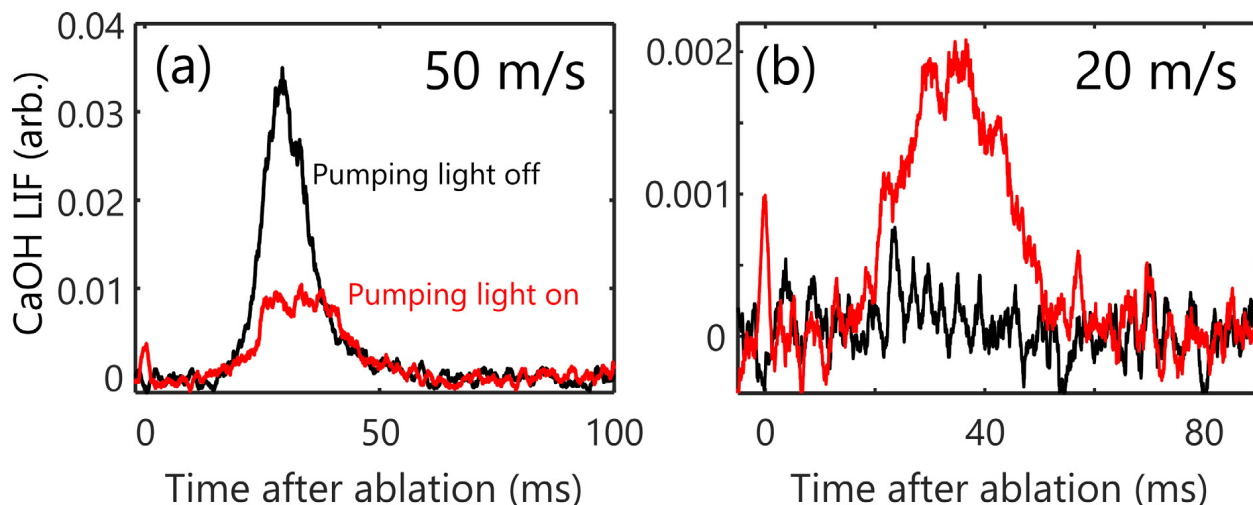 CaOH LIF (arb.)
0.04
0.03
0.02
0.01
0
(a)
50 m/s
Pumping light off
Pumping light on
0
50
100
Time after ablation (ms)
0.002
0.001
0
(b)
20 m/s
0
40
80
Time after ablation (ms)